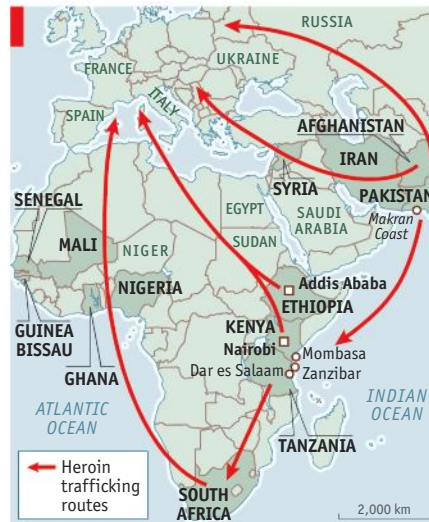 RUSSIA
UKRAINE
FRANCE
ITALY
SPAIN
AFGHANISTAN
IRAN
SYRIA
PAKISTAN
Makran
Coast
EGYPT
SAUDI
ARABIA
SENEGAL
MALI
NIGER
SUDAN
NIGERIA
Addis Ababa
ETHIOPIA
GUINEA
BISSAU
GHANA
KENYA
Nairobi
Mombasa
Dar es Salaam
Zanzibar
ATLANTIC
OCEAN
INDIAN
OCEAN
TANZANIA
Heroin
trafficking
routes
SOUTH
AFRICA
2,000 km